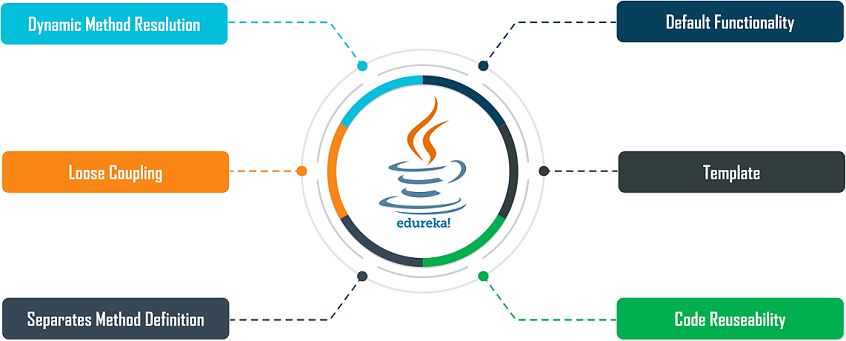 Dynamic Method Resolution
Default Functionality
Loose Coupling
Template
edureka!
Separates Method Definition
Code Reuseability